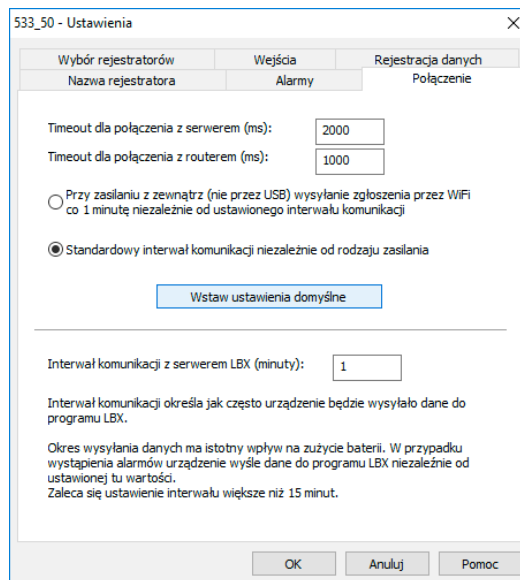 533_50 - Ustawienia
Wybór rejestratorów
Wejścia
Rejestracja danych
Nazwa rejestratora
Alarmy
Połączenie
Timeout dla połączenia z serwerem (ms):
2000
Timeout dla połączenia z routerem (ms):
1000
Przy zasilaniu z zewnątrz (nie przez USB) wysyłanie zgłoszenia przez WiFi
co 1 minutę niezależnie od ustawionego interwału komunikacji
Standardowy interwał komunikacji niezależnie od rodzaju zasilania
Wstaw ustawienia domyślne
Interwał komunikacji z serwerem LBX (minuty):
1
Interwał komunikacji określa jak często urządzenie będzie wysyłało dane do
programu LBX.
Okres wysyłania danych ma istotny wpływ na zużycie baterii. W przypadku
wystąpienia alarmów urządzenie wyśle dane do programu LBX niezaleźnie od
ustawionej tu wartości.
Zaleca się ustawienie interwału większe niż 15 minut.
OK
Anuluj
Pomoc